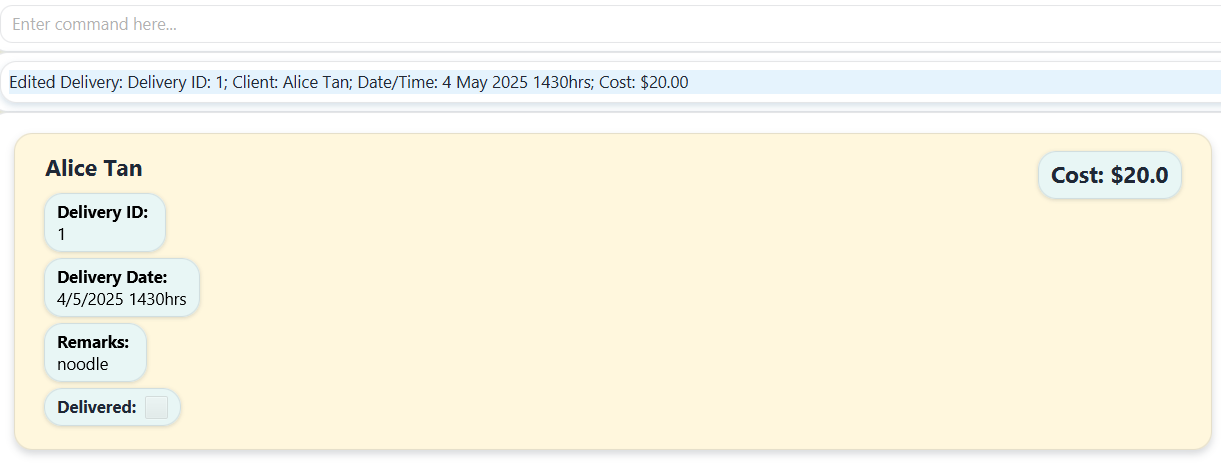 Enter command here...
Edited Delivery: Delivery ID: 1; Client: Alice Tan; Date/Time: 4 May 2025 1430hrs; Cost: $20.00
Alice Tan
Cost: $20.0
Delivery ID:
1
Delivery Date:
4/5/2025 1430hrs
Remarks:
noodle
Delivered: